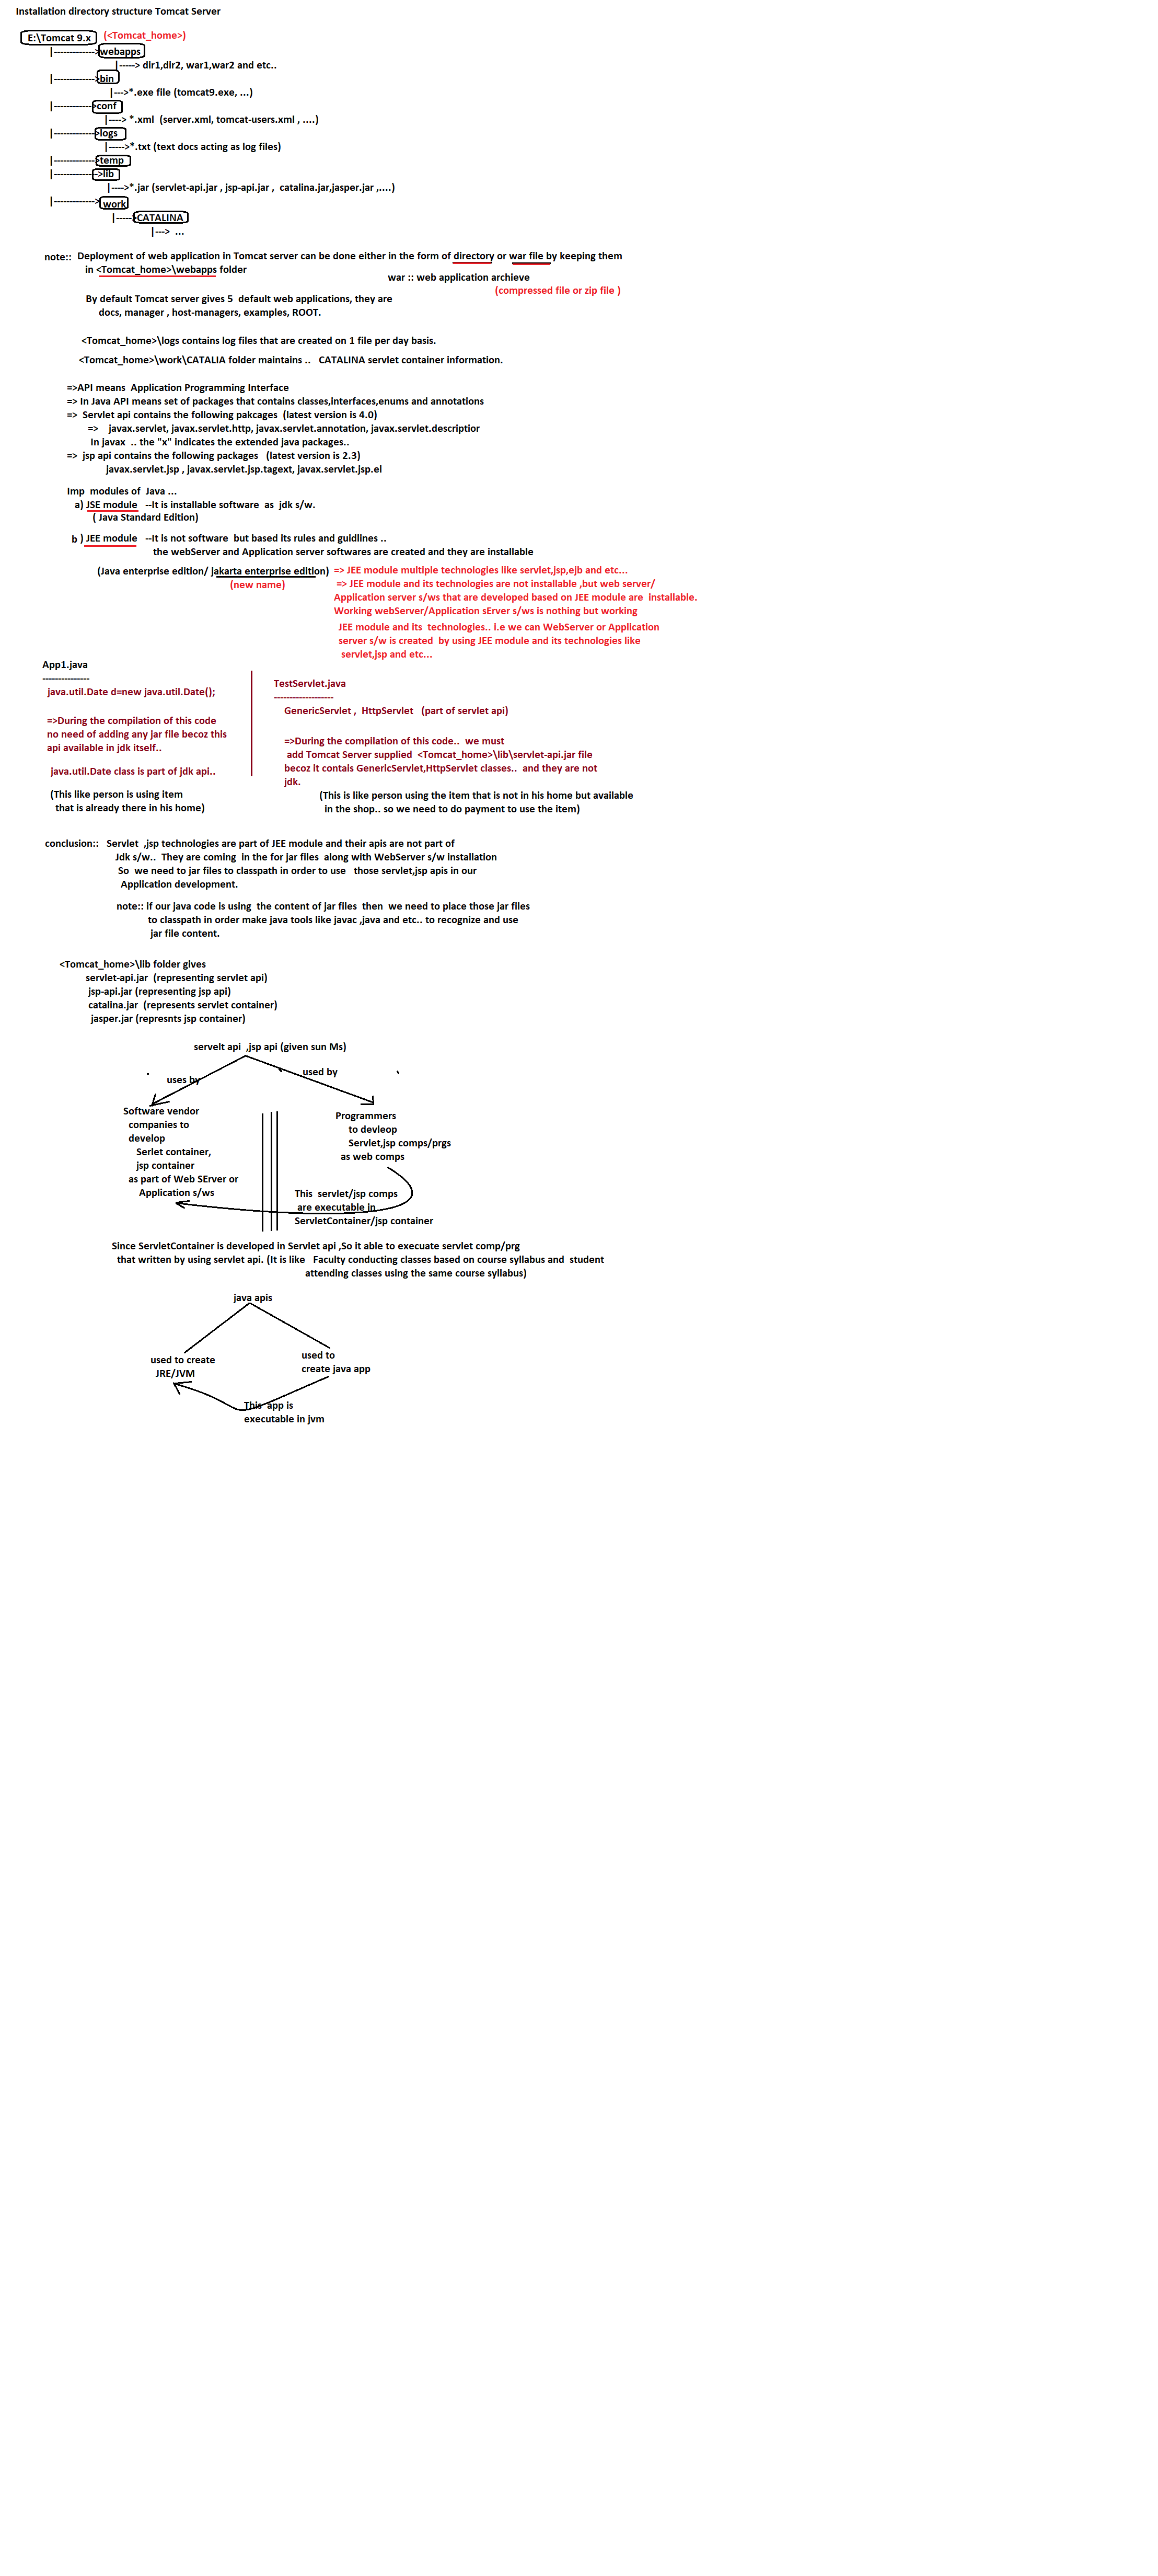 Installation directory structure Tomcat Server
E:\Tomcat 9.x (<Tomcat_home>)
|------------->webapps
|-----> dir1,dir2, war1,war2 and etc..
|------------->bin
|--->*.exe file (tomcat9.exe, ...)
|------------>conf
|----> *.xml (server.xml, tomcat-users.xml , ....)
|------------->logs
|----->*.txt (text docs acting as log files)
|------------->temp
|------------->lib
|---->*.jar (servlet-api.jar , jsp-api.jar , catalina.jar,jasper.jar ,....)
|-------------> work
|----->CATALINA
|---> ...
note:: Deployment of web application in Tomcat server can be done either in the form of directory or war file by keeping them
in <Tomcat_home>\webapps folder
war :: web application archieve
(compressed file or zip file )
By default Tomcat server gives 5 default web applications, they are
docs, manager , host-managers, examples, ROOT.
<Tomcat_home>\logs contains log files that are created on 1 file per day basis.
<Tomcat_home>\work\CATALIA folder maintains .. CATALINA servlet container information.
=>API means Application Programming Interface
=> In Java API means set of packages that contains classes,interfaces,enums and annotations
=> Servlet api contains the following pakcages (latest version is 4.0)
=> javax.servlet, javax.servlet.http, javax.servlet.annotation, javax.servlet.descriptior
In javax .. the "x" indicates the extended java packages..
=> jsp api contains the following packages (latest version is 2.3)
javax.servlet.jsp , javax.servlet.jsp.tagext, javax.servlet.jsp.el
Imp modules of Java ...
a) JSE module --It is installable software as jdk s/w.
( Java Standard Edition)
b ) JEE module --It is not software but based its rules and guidlines ..
the webServer and Application server softwares are created and they are installable
(Java enterprise edition/ jakarta enterprise edition)
(new name)
=> JEE module multiple technologies like servlet,jsp,ejb and etc...
=> JEE module and its technologies are not installable ,but web server/
Application server s/ws that are developed based on JEE module are installable.
Working webServer/Application sErver s/ws is nothing but working
JEE module and its technologies.. i.e we can WebServer or Application
server s/w is created by using JEE module and its technologies like
servlet,jsp and etc...
App1.java
---------------
java.util.Date d=new java.util.Date();
=>During the compilation of this code
no need of adding any jar file becoz this
api available in jdk itself..
java.util.Date class is part of jdk api..
(This like person is using item
that is already there in his home)
TestServlet.java
-------------------
GenericServlet , HttpServlet (part of servlet api)
=>During the compilation of this code.. we must
add Tomcat Server supplied <Tomcat_home>\lib\servlet-api.jar file
becoz it contais GenericServlet,HttpServlet classes.. and they are not
jdk.
(This is like person using the item that is not in his home but available
in the shop.. so we need to do payment to use the item)
conclusion:: Servlet ,jsp technologies are part of JEE module and their apis are not part of
Jdk s/w.. They are coming in the for jar files along with WebServer s/w installation
So we need to jar files to classpath in order to use those servlet,jsp apis in our
Application development.
note:: if our java code is using the content of jar files then we need to place those jar files
to classpath in order make java tools like javac ,java and etc.. to recognize and use
jar file content.
<Tomcat_home>\lib folder gives
servlet-api.jar (representing servlet api)
jsp-api.jar (representing jsp api)
catalina.jar (represents servlet container)
jasper.jar (represnts jsp container)
servelt api ,jsp api (given sun Ms)
uses by
used by
Software vendor
companies to
develop
Serlet container,
jsp container
as part of Web SErver or
Application s/ws
Programmers
to devleop
Servlet,jsp comps/prgs
as web comps
This servlet/jsp comps
are executable in
ServletContainer/jsp container
Since ServletContainer is developed in Servlet api ,So it able to execuate servlet comp/prg
that written by using servlet api. (It is like Faculty conducting classes based on course syllabus and student
attending classes using the same course syllabus)
java apis
used to create
JRE/JVM
used to
create java app
This app is
executable in jvm